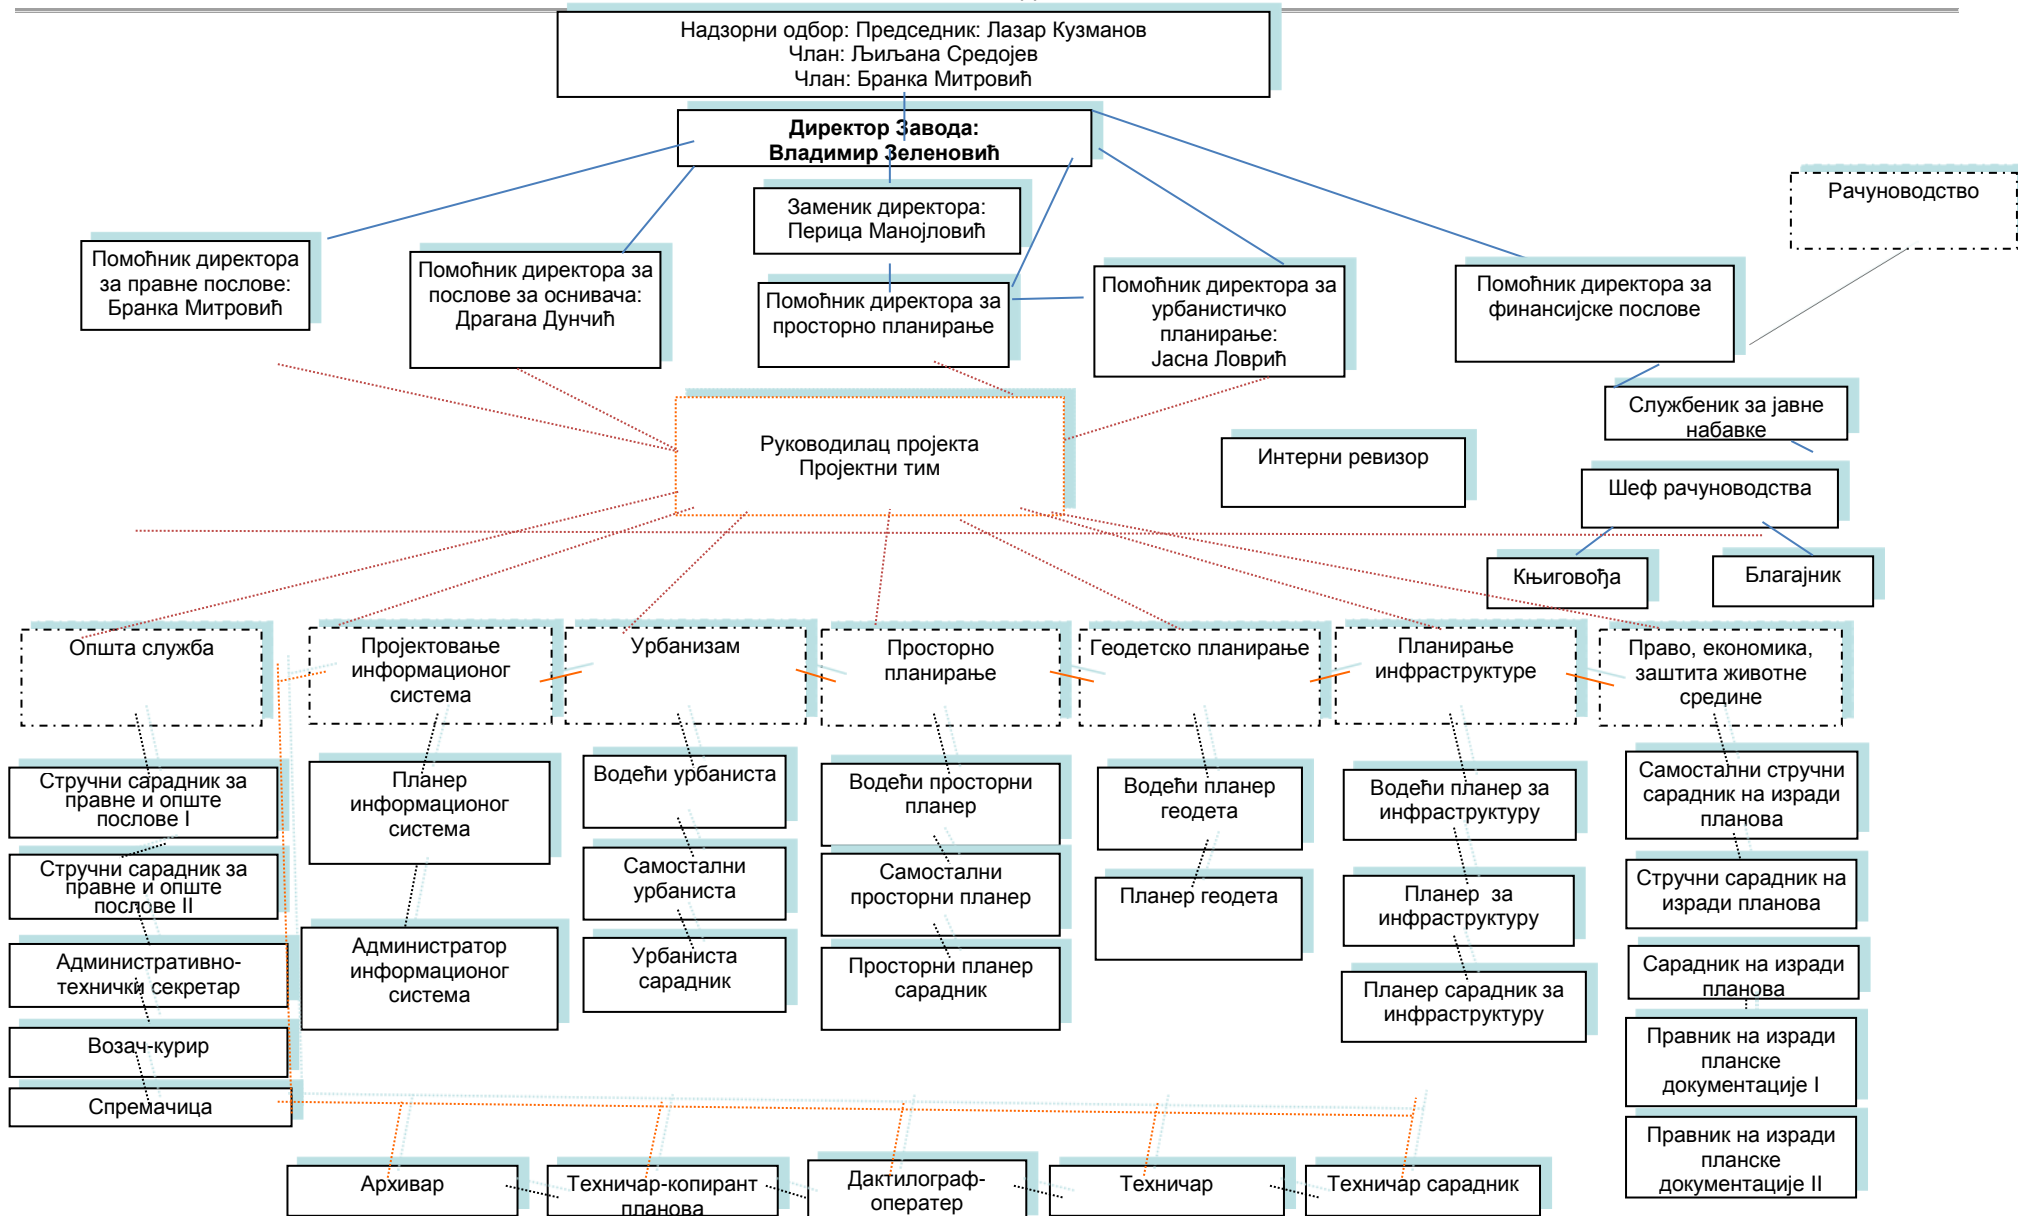 Надзорни одбор: Председник: Лазар Кузманов
Члан: Љиљана Средојев
Члан: Бранка Митровић
Директор Завода:
Владимир Зеленовић
Заменик директора:
Перица Манојловић
Рачуноводство
Помоћник директора
за правне послове:
Бранка Митровић
Помоћник директора за
послове за оснивача:
Драгана Дунчић
Помоћник директора за
просторно планирање
Помоћник директора за
урбанистичко
планирање:
Јасна Ловрић
Помоћник директора за
финансијске послове
Службеник за јавне
набавке
Руководилац пројекта
Пројектни тим
Интерни ревизор
Шеф рачуноводства
Књиговођа
Благајник
Општа служба
Пројектовање
информационог
система
Урбанизам
Просторно
планирање
Геодетско планирање
Планирање
инфраструктуре
Право, економика,
заштита животне
средине
Стручни сарадник за
правне и опште
послове I
Стручни сарадник за
правне и опште
послове II
Административно-
технички секретар
Возач-курир
Спремачица
Планер
информационог
система
Администратор
информационог
система
Водећи урбаниста
Самостални
урбаниста
Урбаниста
сарадник
Водећи просторни
планер
Самостални
просторни планер
Просторни планер
сарадник
Водећи планер
геодета
Планер геодета
Водећи планер за
инфраструктуру
Планер  за
инфраструктуру
Планер сарадник за
инфраструктуру
Самостални стручни
сарадник на изради
планова
Стручни сарадник на
изради планова
Сарадник на изради
планова
Правник на изради
планске
документације I
Правник на изради
планске
документације II
Архивар
Техничар-копирант
планова
Дактилограф-
оператер
Техничар
Техничар сарадник